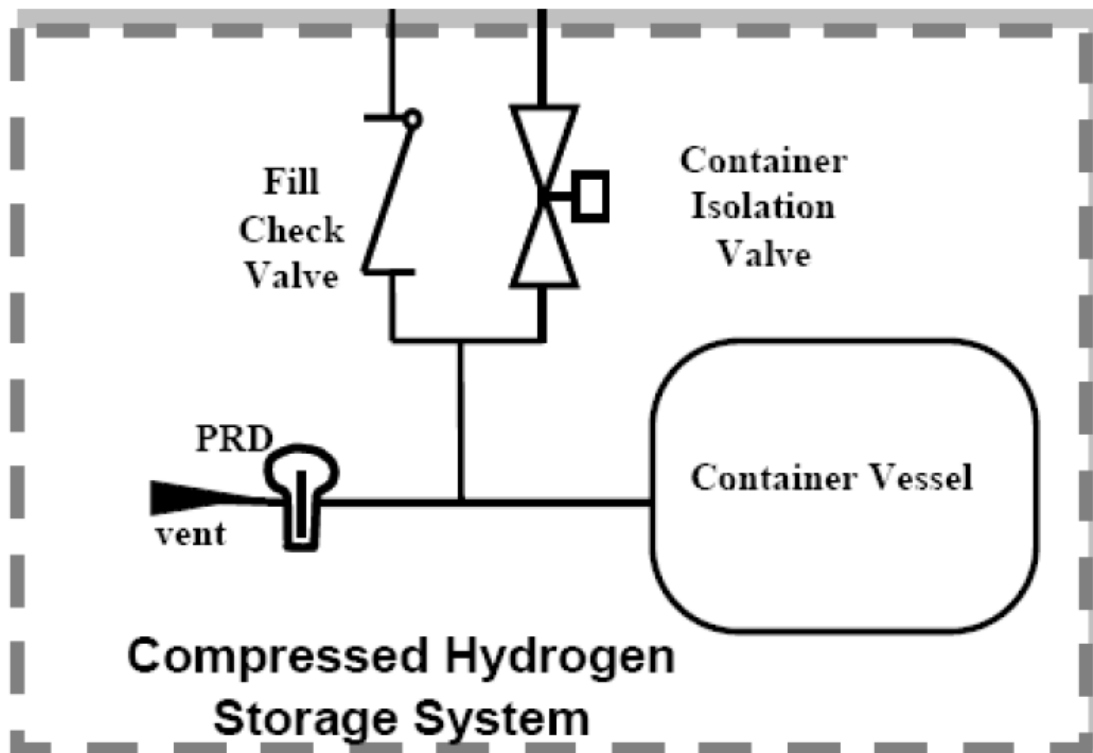 Fill
Check
Valve
Container
Isolation
Valve
PRD
vent
Container Vessel
Compressed Hydrogen
Storage System